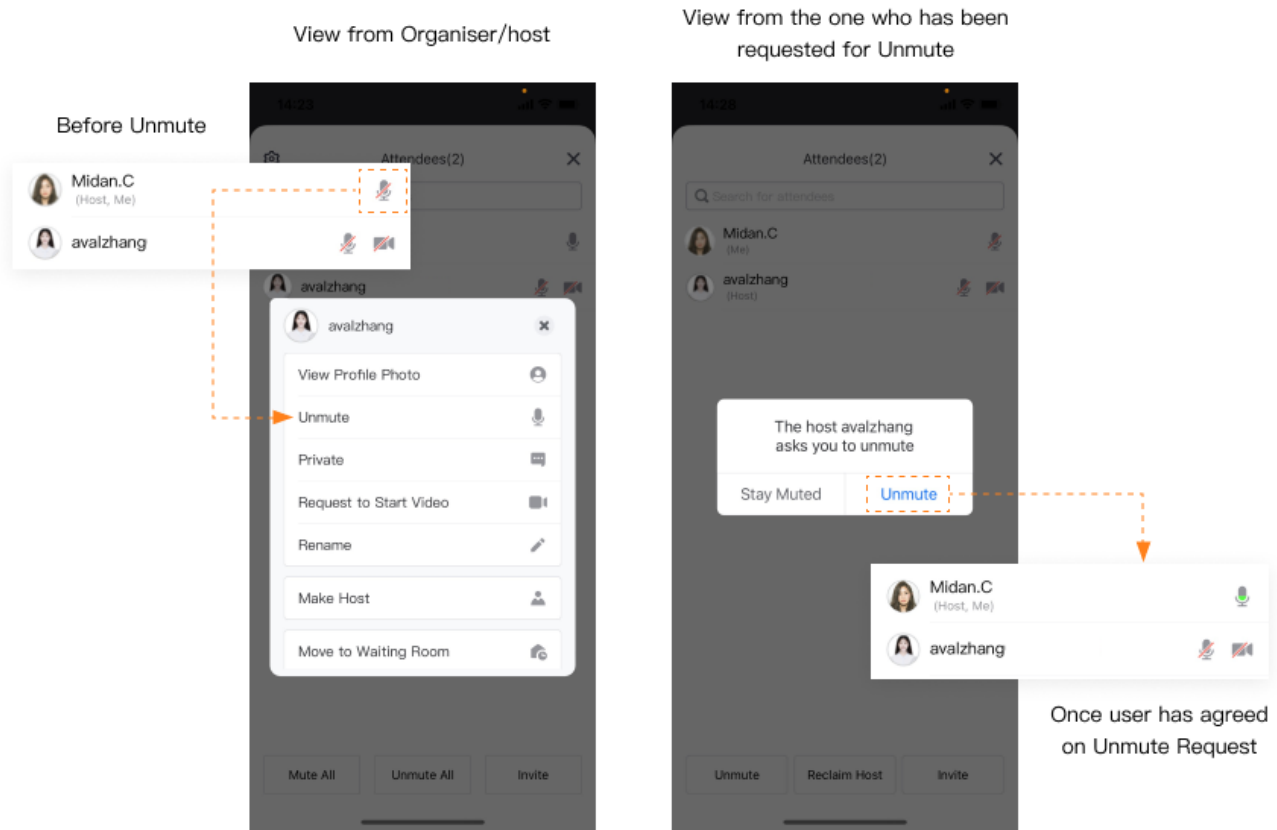 View from Organiser/host
View from the one who has been
requested for Unmute
Before Unmute
Midan.C
(Host, Me)
avalzhang
14:23
Attendees(2)
avalzhang
avalzhang
View Profile Photo
Unmute
Private
Request to Start Video
Rename
Make Host
Move to Waiting Room
Mute All
Unmute All
Invite
14:28
Attendees(2)
Search for attendees
Midan.C
(Me)
avalzhang
(Host)
The host avalzhang
asks you to unmute
Stay Muted
Unmute
Midan.C
(Host, Me)
avalzhang
Once user has agreed
on Unmute Request
Unmute
Reclaim Host
Invite